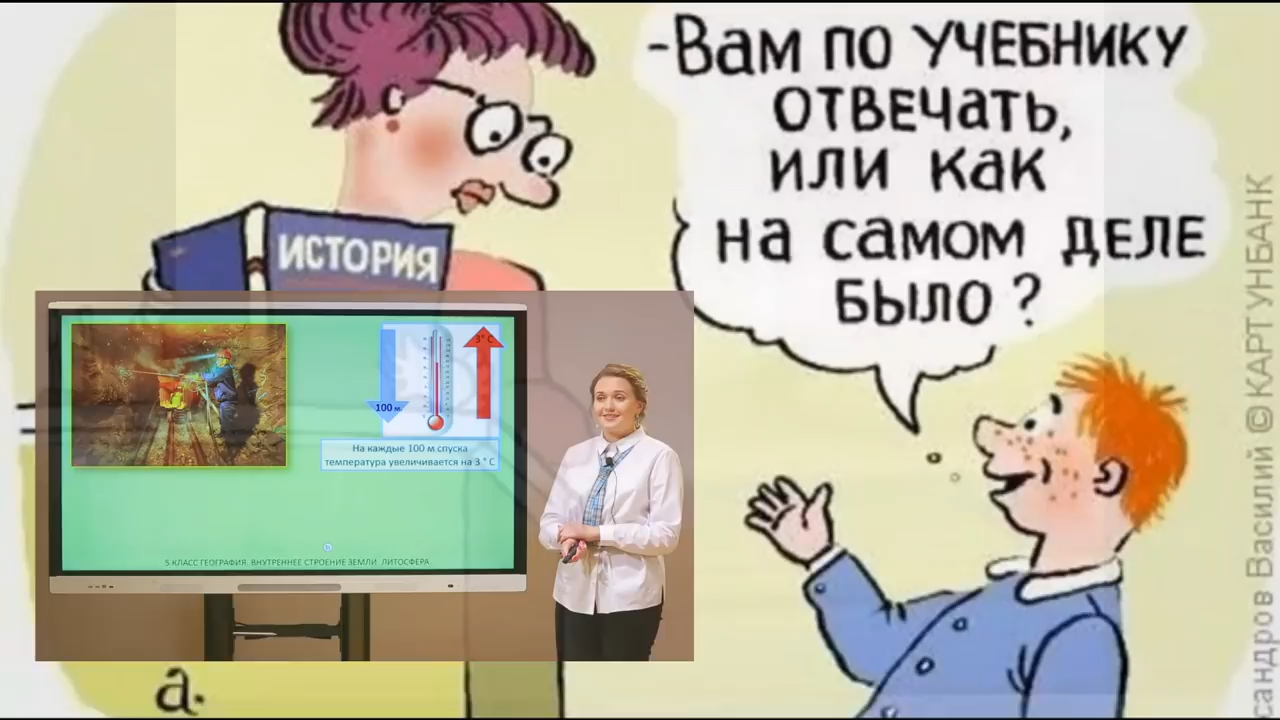 -Вам по учебнику
отвечать,
или как
на самом деле
было?
ИСТОРИЯ
3° С
100 м
На каждые 100 м спуска
температура увеличивается на 3 ° С
5 КЛАСС ГЕОГРАФИЯ. ВНУТРЕННЕЕ СТРОЕНИЕ ЗЕМЛИ. ЛИТОСФЕРА
а.
сандров Василий © КАРТУНБАНК